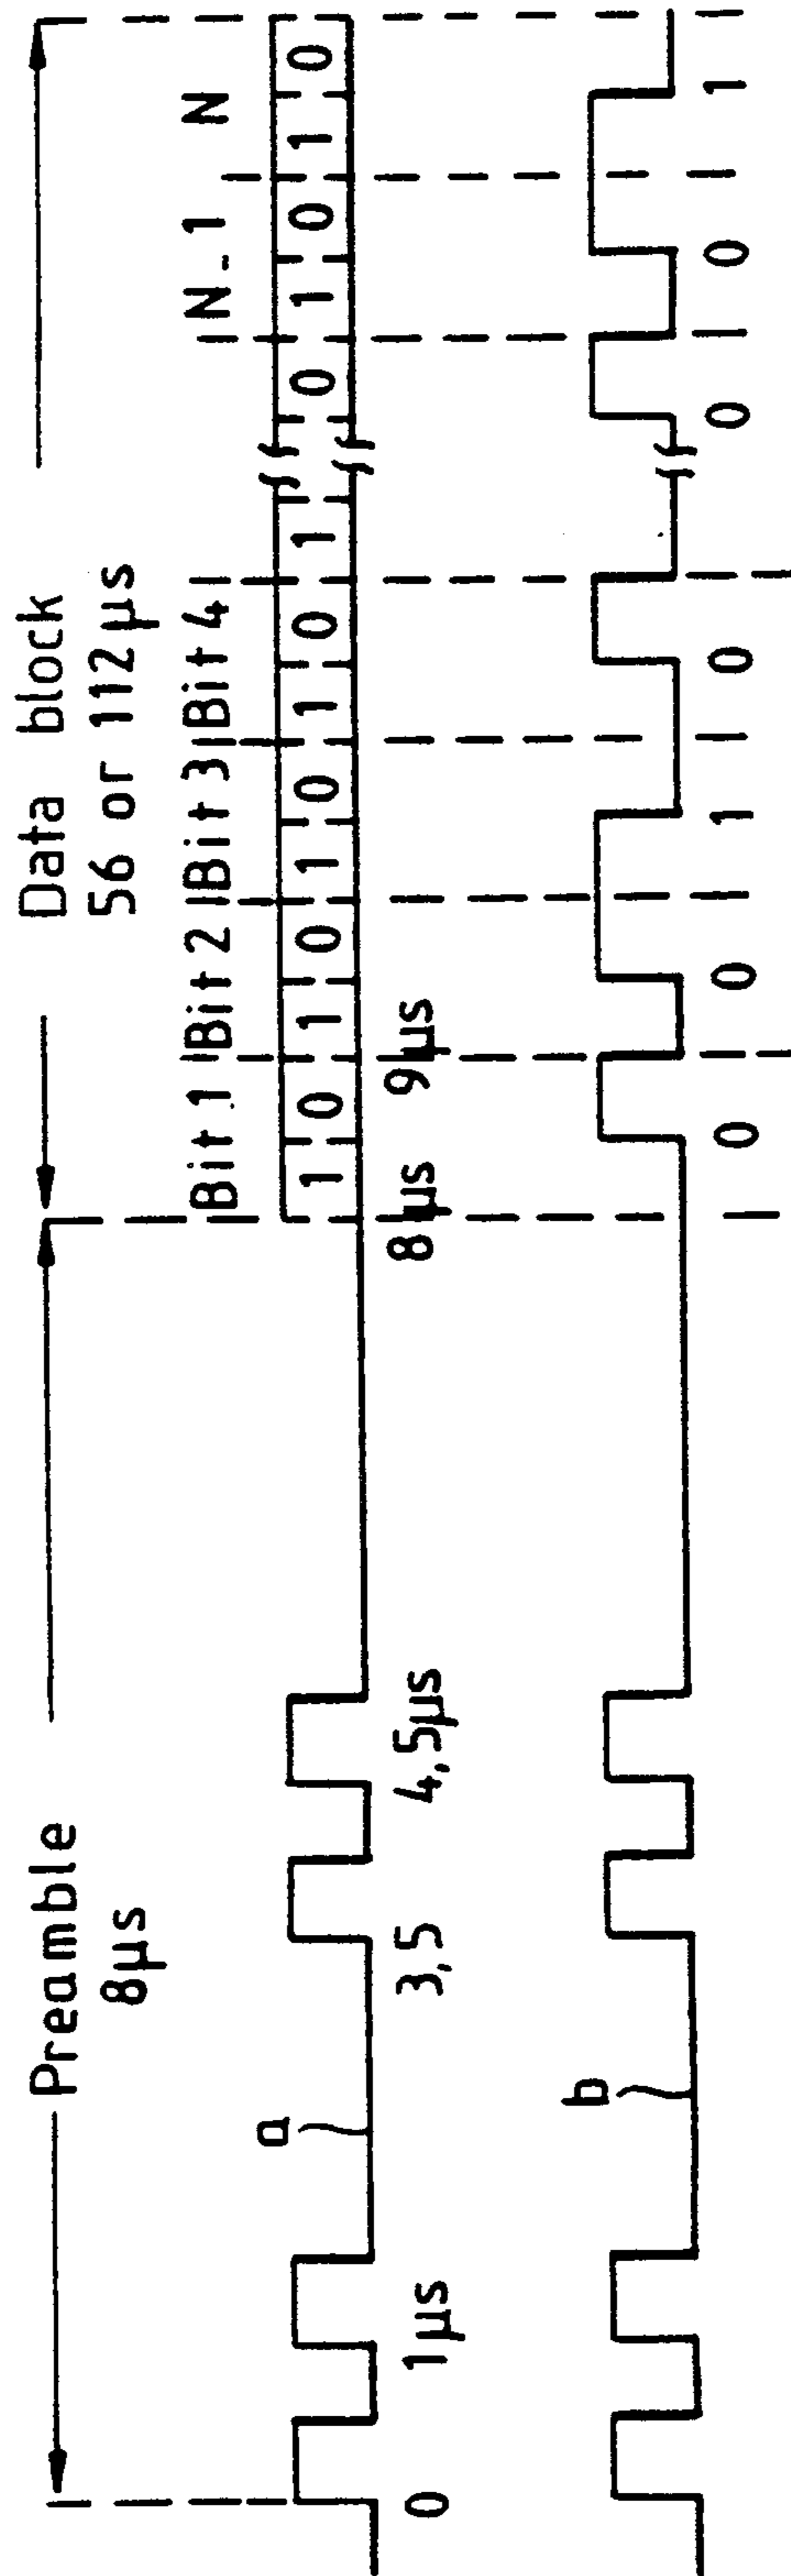 Preamble Data block
8µs 56 or 112µs
Bit 1 Bit 2 Bit 3 Bit 4 N-1 N
1 0 1 0 1 0 1 0 1 0 1 0 1 0
a
0 1µs 3,5 4,5µs 8µs 9µs
b
0 0 1 0 0 0 1